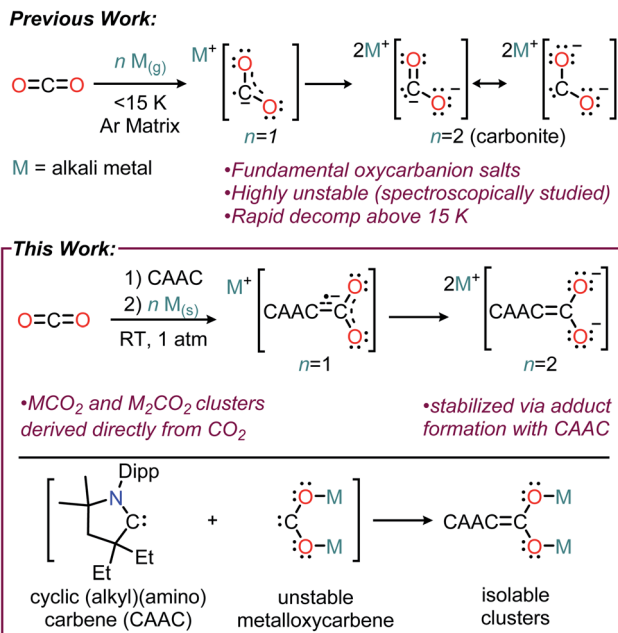 Previous Work:
O=C=O
n M(g)
<15 K
Ar Matrix
M+
O
C
O
n=1
2M+
O
C
O
n=2 (carbonite)
2M+
O
C
O
M = alkali metal
•Fundamental oxycarbanion salts
•Highly unstable (spectroscopically studied)
•Rapid decomp above 15 K
This Work:
O=C=O
1) CAAC
2) n M(s)
RT, 1 atm
M+
CAAC=C
O
O
n=1
2M+
CAAC=C
O
O
n=2
•MCO2 and M2CO2 clusters
derived directly from CO2
•stabilized via adduct
formation with CAAC
Dipp
N
C:
Et
Et
cyclic (alkyl)(amino)
carbene (CAAC)
+
O–M
:C
O–M
unstable
metalloxycarbene
CAAC=C
O–M
O–M
isolable
clusters